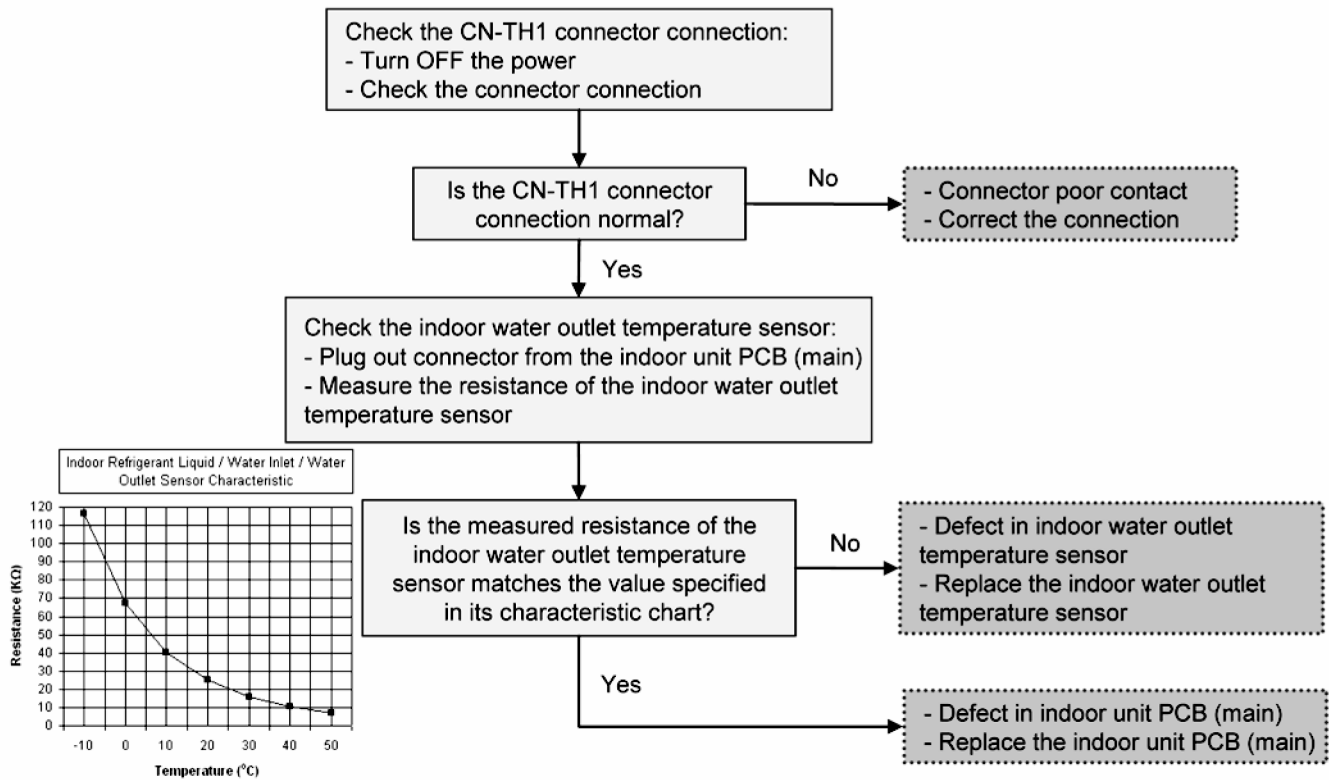 Check the CN-TH1 connector connection:
- Turn OFF the power
- Check the connector connection
Is the CN-TH1 connector
connection normal?
No
- Connector poor contact
- Correct the connection
Yes
Check the indoor water outlet temperature sensor:
- Plug out connector from the indoor unit PCB (main)
- Measure the resistance of the indoor water outlet
temperature sensor
Indoor Refrigerant Liquid / Water Inlet / Water
Outlet Sensor Characteristic
Resistance (KΩ)
120
110
100
90
80
70
60
50
40
30
20
10
0
-10 0 10 20 30 40 50
Temperature (°C)
Is the measured resistance of the
indoor water outlet temperature
sensor matches the value specified
in its characteristic chart?
No
- Defect in indoor water outlet
temperature sensor
- Replace the indoor water outlet
temperature sensor
Yes
- Defect in indoor unit PCB (main)
- Replace the indoor unit PCB (main)